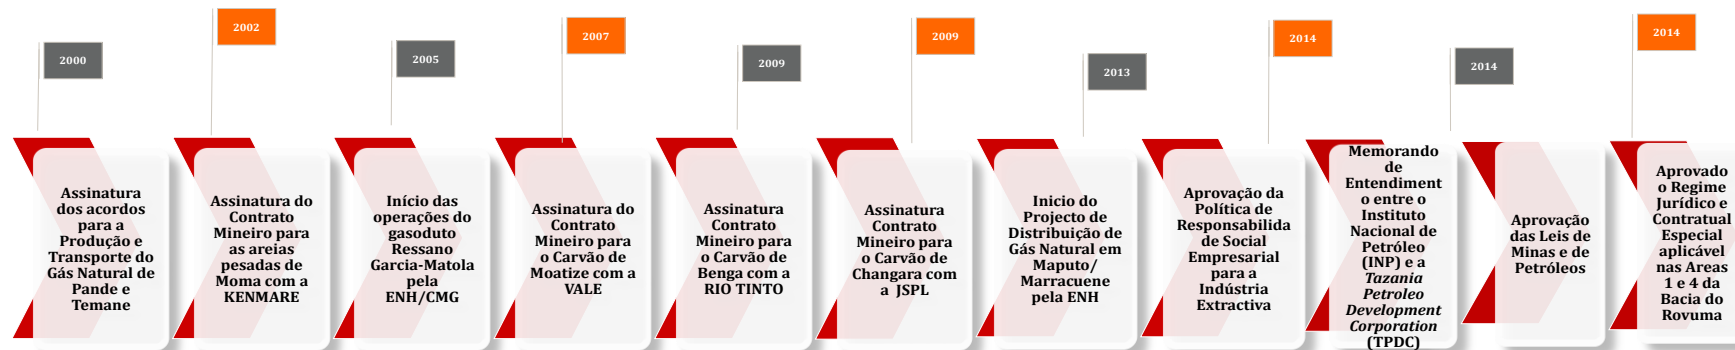 2000
Assinatura
dos acordos
para a
Produção e
Transporte do
Gás Natural de
Pande e
Temane
2002
Assinatura do
Contrato
Mineiro para
as areias
pesadas de
Moma com a
KENMARE
2005
Início das
operações do
gasoduto
Ressano
Garcia-Matola
pela
ENH/CMG
2007
Assinatura do
Contrato
Mineiro para
o Carvão de
Moatize com a
VALE
2009
Assinatura
Contrato
Mineiro para
o Carvão de
Benga com a
RIO TINTO
2009
Assinatura
Contrato
Mineiro para
o Carvão de
Changara com
a JSPL
2013
Inicio do
Projecto de
Distribuição de
Gás Natural em
Maputo/
Marracuene
pela ENH
2014
Aprovação da
Política de
Responsabilida
de Social
Empresarial
para a
Indústria
Extractiva
Memorando
de
Entendiment
o entre o
Instituto
Nacional de
Petróleo
(INP) e a
Tazania
Petroleo
Development
Corporation
(TPDC)
2014
Aprovação
das Leis de
Minas e de
Petróleos
2014
Aprovado
o Regime
Jurídico e
Contratual
Especial
aplicável
nas Areas
1 e 4 da
Bacia do
Rovuma